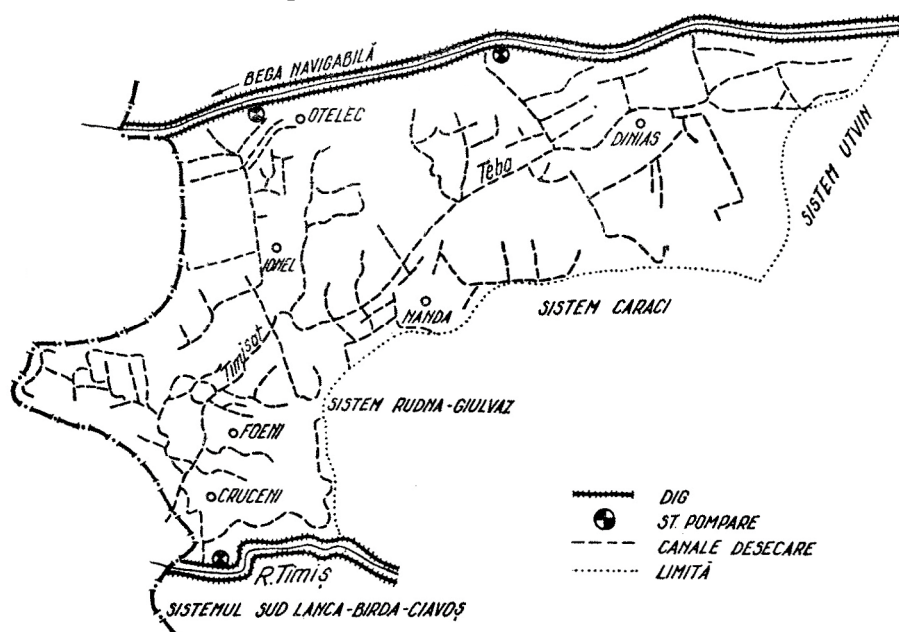 BEGA NAVIGABILĂ
OTELEC
DINIAS
Teba
SISTEM UTVIN
IONEL
MANDA
SISTEM CARACI
Timișat
SISTEM RUDNA-GIULVAZ
FOENI
CRUCENI
DIG
ST. POMPARE
CANALE DESECARE
LIMITĂ
R. Timiș
SISTEMUL SUD LANCA-BIRDA-CIAVOȘ